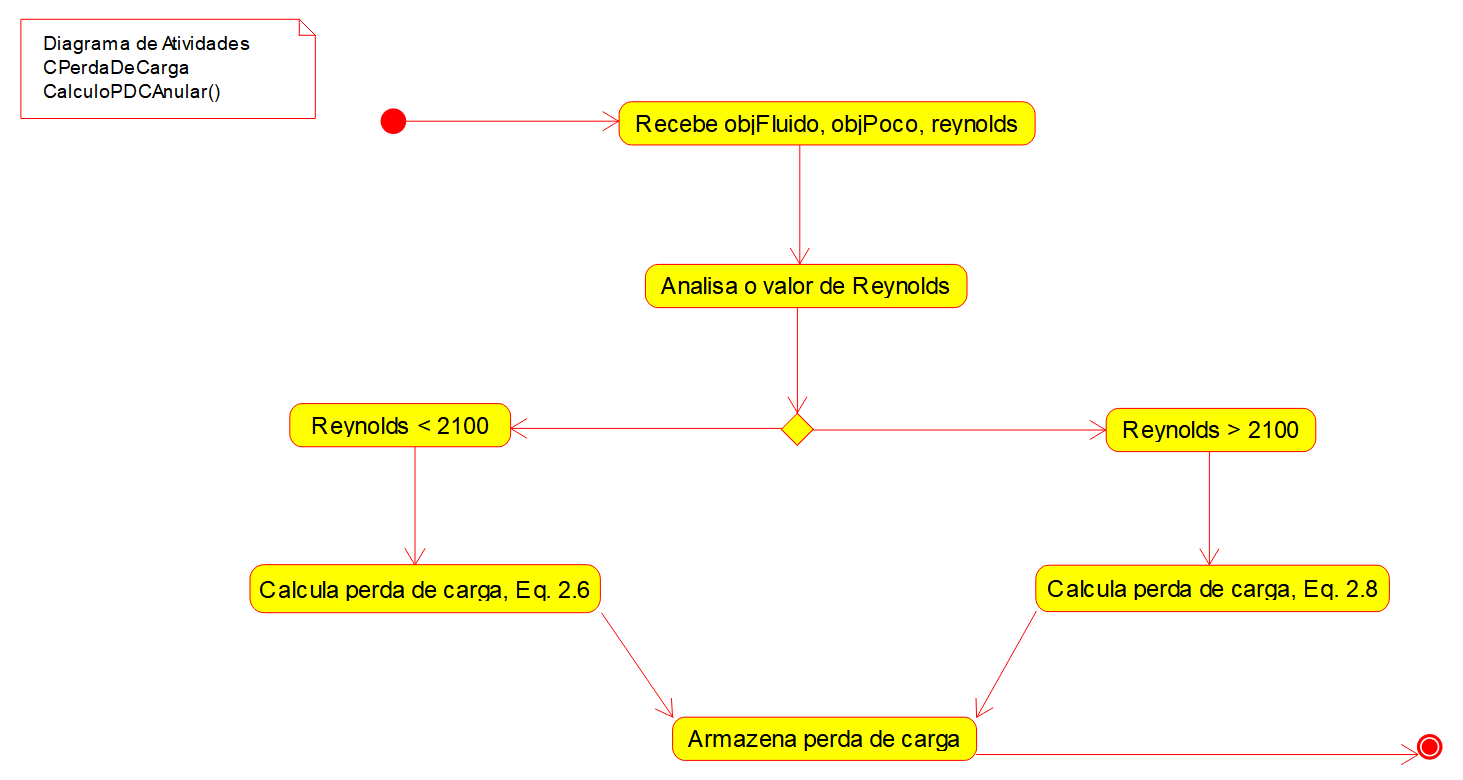 Diagrama de Atividades
CPerdaDeCarga
CalculoPDCAnular()
Recebe objFluido, objPoco, reynolds
Analisa o valor de Reynolds
Reynolds < 2100
Reynolds > 2100
Calcula perda de carga, Eq. 2.6
Calcula perda de carga, Eq. 2.8
Armazena perda de carga